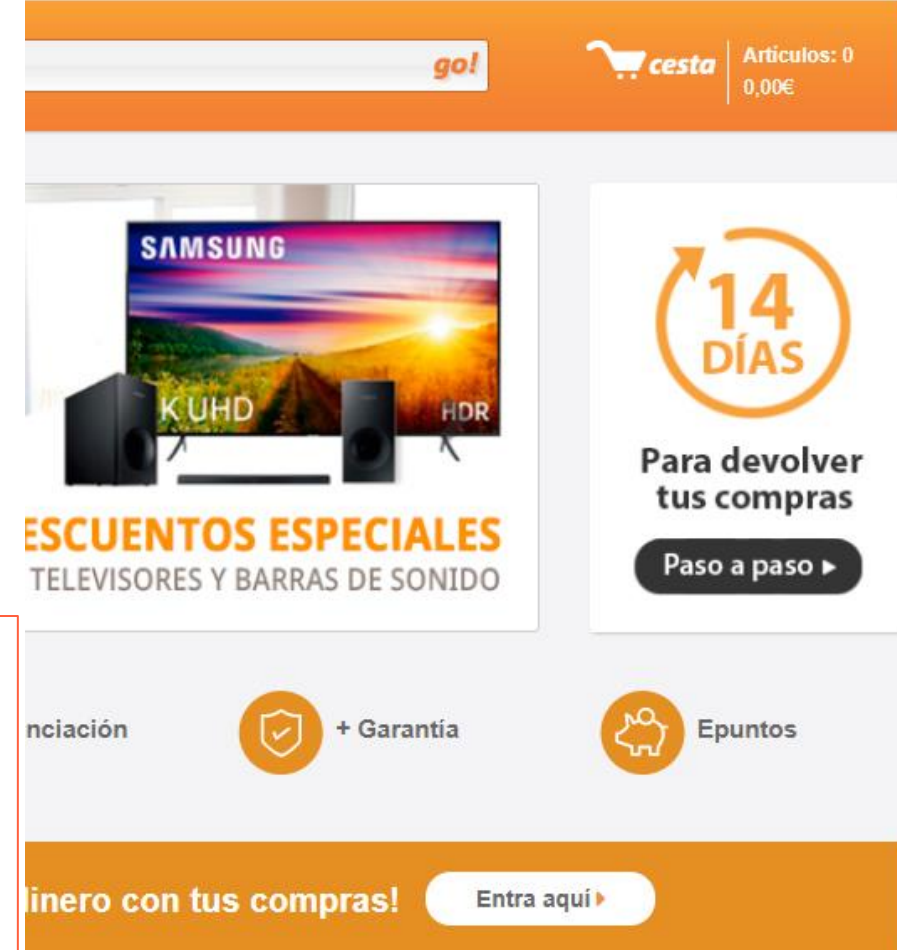 go!
cesta
Artículos: 0
0,00€
SAMSUNG
K UHD
HDR
ESCUENTOS ESPECIALES
TELEVISORES Y BARRAS DE SONIDO
14
DÍAS
Para devolver
tus compras
Paso a paso
nciación
+ Garantía
Epuntos
linero con tus compras!
Entra aquí